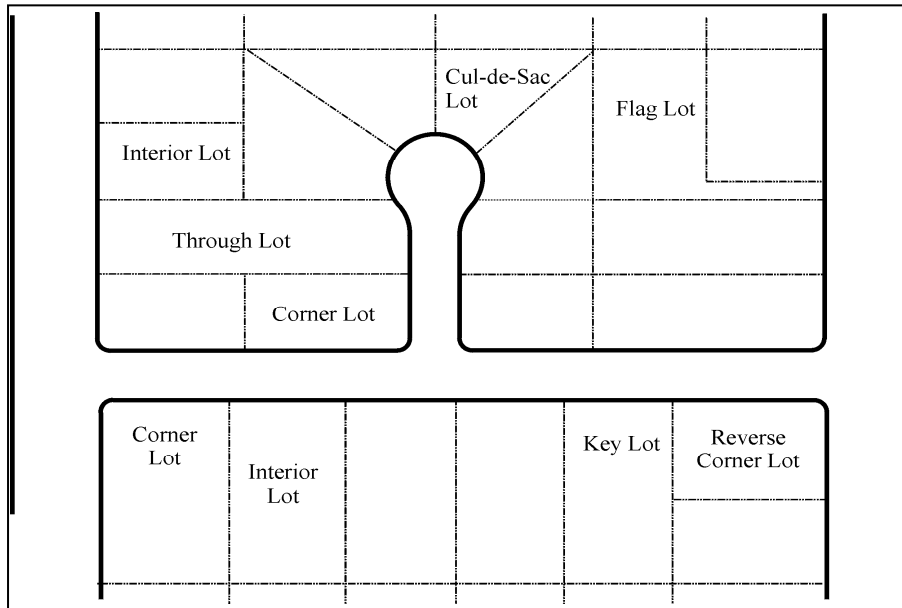 Cul-de-Sac
Lot
Flag Lot
Interior Lot
Through Lot
Corner Lot
Corner
Lot
Interior
Lot
Key Lot
Reverse
Corner Lot